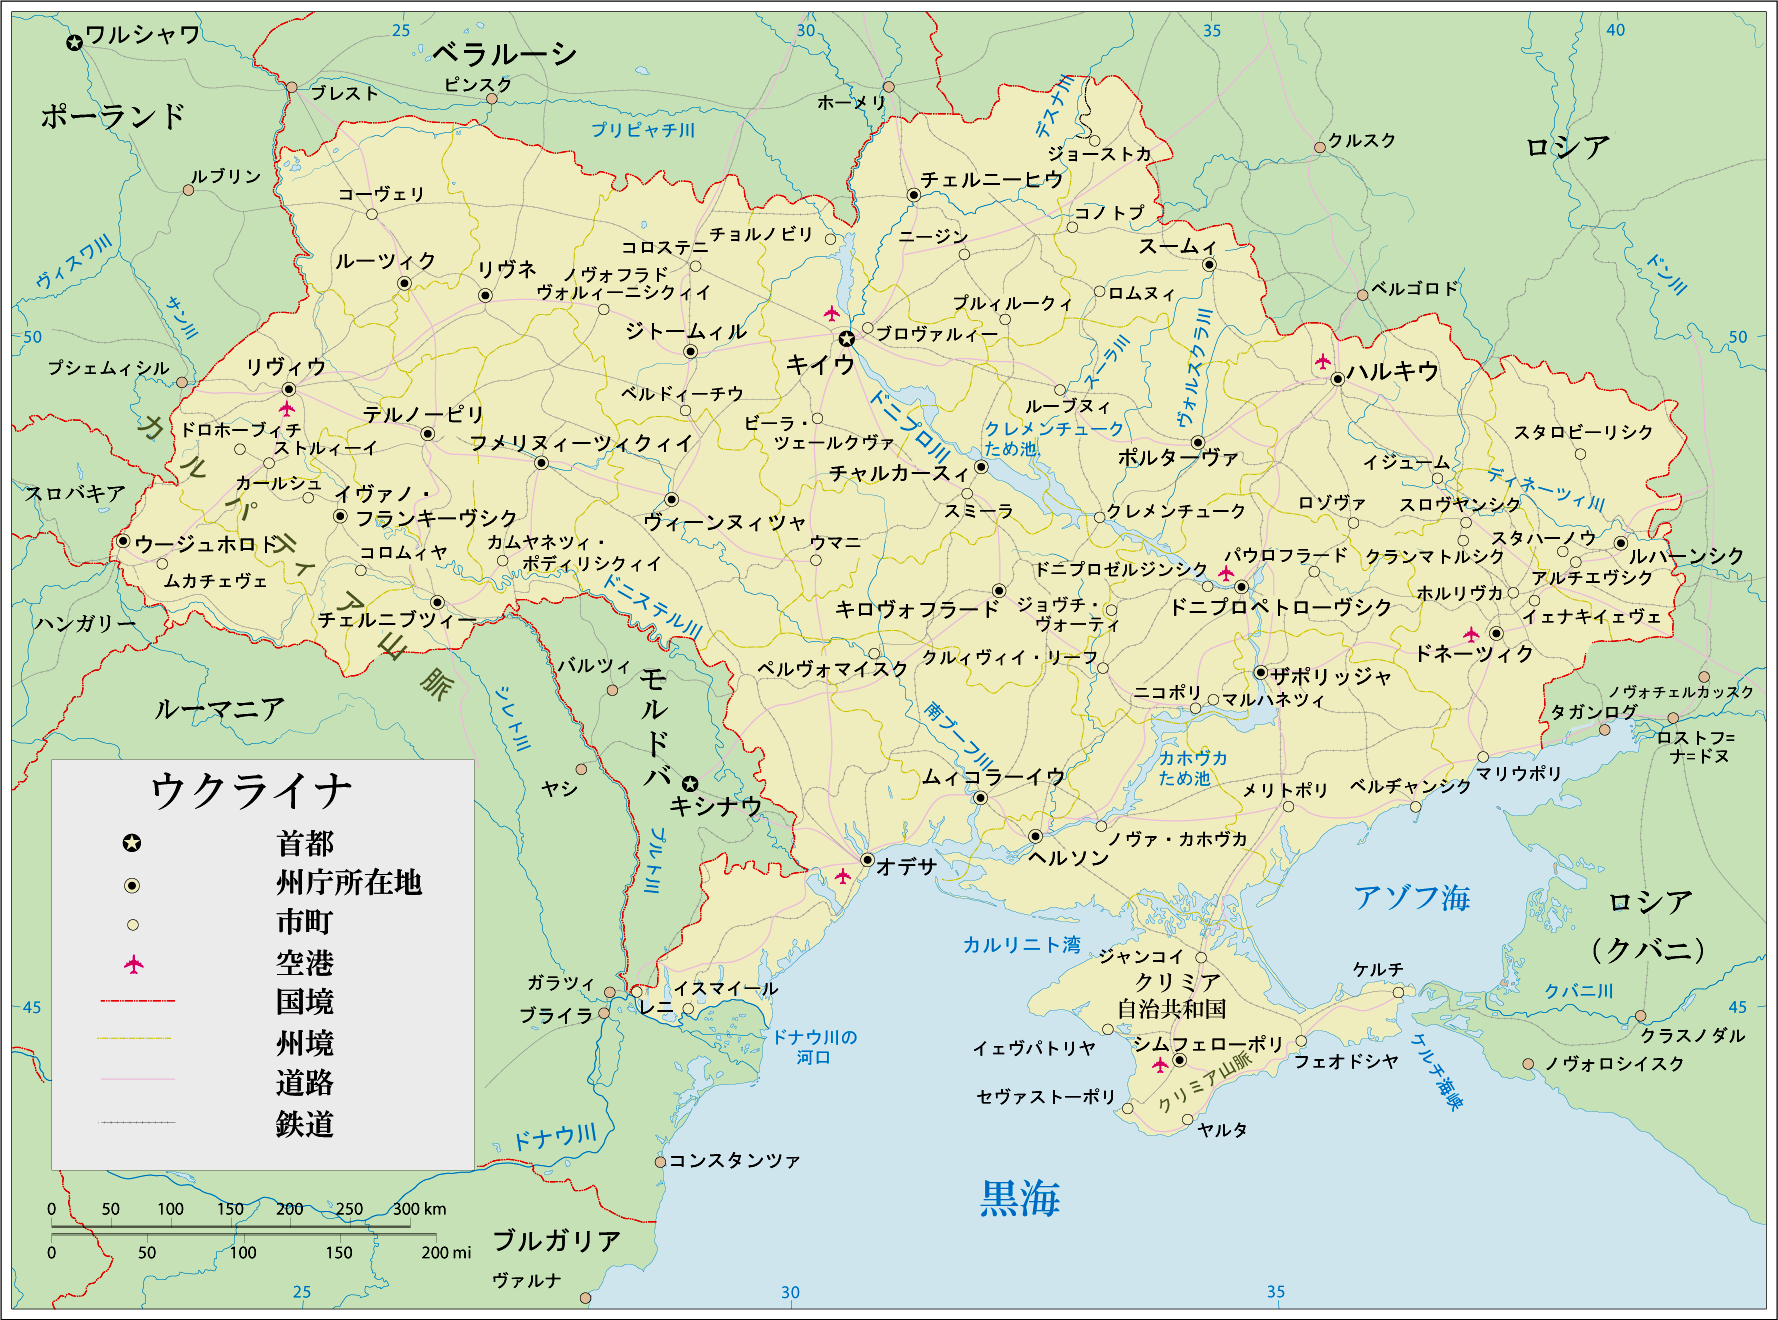 25
30
35
40
ワルシャワ
ベラルーシ
ピンスク
ブレスト
ホーメリ
ポーランド
プリピャチ川
デスナ川
ジョーストカ
クルスク
ロシア
ルブリン
コーヴェリ
チェルニーヒウ
コノトプ
チョルノビリ
ニージン
スームィ
コロステニ
ヴィスワ川
ルーツィク
リヴネ
ノヴォフラド
ヴォルィーニシクィイ
ロムヌィ
ベルゴロド
ドン川
サン川
プルィルークィ
ジトームィル
ブロヴァルィー
スーラ川
ヴォルスクラ川
50
50
キイウ
プシェムィシル
リヴィウ
ハルキウ
ベルディーチウ
ルーブヌィ
ドニプロ川
テルノーピリ
カルパティア山脈
ドロホーブィチ
ストルィーイ
フメリヌィーツィクィイ
ビーラ・
ツェールクヴァ
クレメンチューク
ため池
スタロビーリシク
ポルターヴァ
チャルカースィ
イジューム
ディネーツィ川
スロバキア
カールシュ
イヴァノ・
フランキーヴシク
ヴィーンヌィツャ
スミーラ
クレメンチューク
ロゾヴァ
スロヴヤンシク
ウージュホロド
コロムィヤ
カムヤネツィ・
ポディリシクィイ
ウマニ
スタハーノウ
ルハーンシク
パウロフラード
クランマトルシク
ドニプロゼルジンシク
ムカチェヴェ
アルチエヴシク
ドニステル川
キロヴォフラード
ジョヴチ・
ヴォーティ
ドニプロペトローヴシク
ホルリヴカ
イェナキイェヴェ
ハンガリー
チェルニブツィー
ドネーツィク
バルツィ
モルドバ
ペルヴォマイスク
クルィヴィイ・リーフ
ザポリッジャ
ニコポリ
マルハネツィ
ノヴォチェルカッスク
タガンログ
ルーマニア
シレト川
南ブーフ川
ロストフ=
ナ=ドヌ
カホヴカ
ため池
ムィコラーイウ
メリトポリ
ベルヂャンシク
マリウポリ
ヤシ
キシナウ
プルト川
ウクライナ
首都
州庁所在地
市町
空港
国境
州境
道路
鉄道
オデサ
ヘルソン
ノヴァ・カホヴカ
アゾフ海
ロシア
（クバニ）
カルリニト湾
ジャンコイ
クリミア
自治共和国
ケルチ
クバニ川
ガラツィ
ブライラ
レニ
イスマイール
45
45
ドナウ川の
河口
イェヴパトリヤ
シムフェローポリ
フェオドシヤ
ケルチ海峡
クラスノダル
ノヴォロシイスク
セヴァストーポリ
クリミア山脈
ヤルタ
ドナウ川
コンスタンツァ
黒海
0 50 100 150 200 250 300 km
0 50 100 150 200 mi
ブルガリア
ヴァルナ
25
30
35